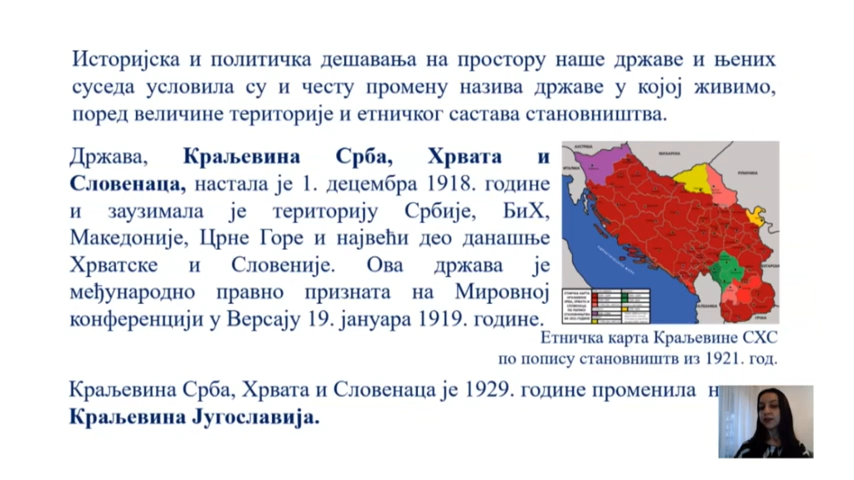 Историјска и политичка дешавања на простору наше државе и њених
суседа условила су и честу промену назива државе у којој живимо,
поред величине територије и етничког састава становништва.
Држава, Краљевина Срба, Хрвата и
Словенаца, настала је 1. децембра 1918. године
и заузимала је територију Србије, БиХ,
Македоније, Црне Горе и највећи део данашње
Хрватске и Словеније. Ова држава је
међународно правно призната на Мировној
конференцији у Версају 19. јануара 1919. године.
Етничка карта Краљевине СХС
по попису становништв из 1921. год.
Краљевина Срба, Хрвата и Словенаца је 1929. године променила
Краљевина Југославија.